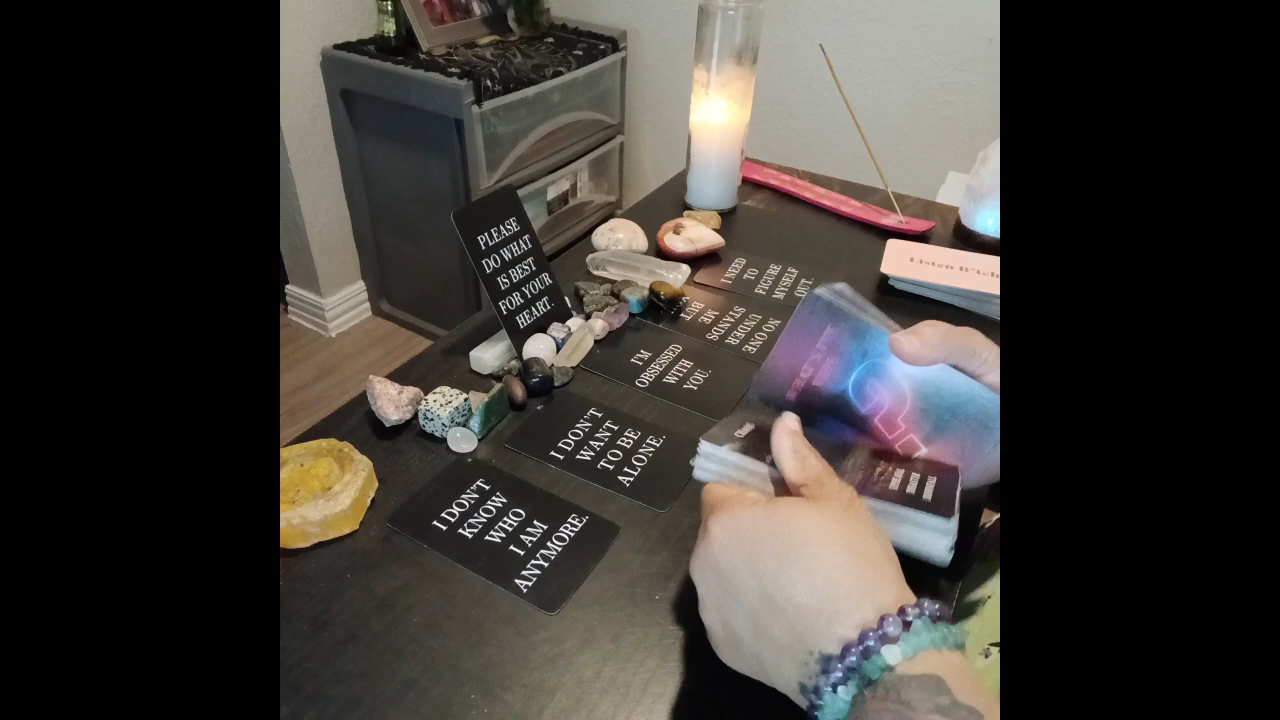 PLEASE
DO WHAT
IS BEST
FOR YOUR
HEART.
I NEED
TO
FIGURE
MYSELF
OUT.
NO ONE
UNDER
STANDS
ME
BUT
I'M
OBSESSED
WITH
YOU.
I DON'T
WANT
TO BE
ALONE.
I DON'T
KNOW
WHO
I AM
ANYMORE.
Listen